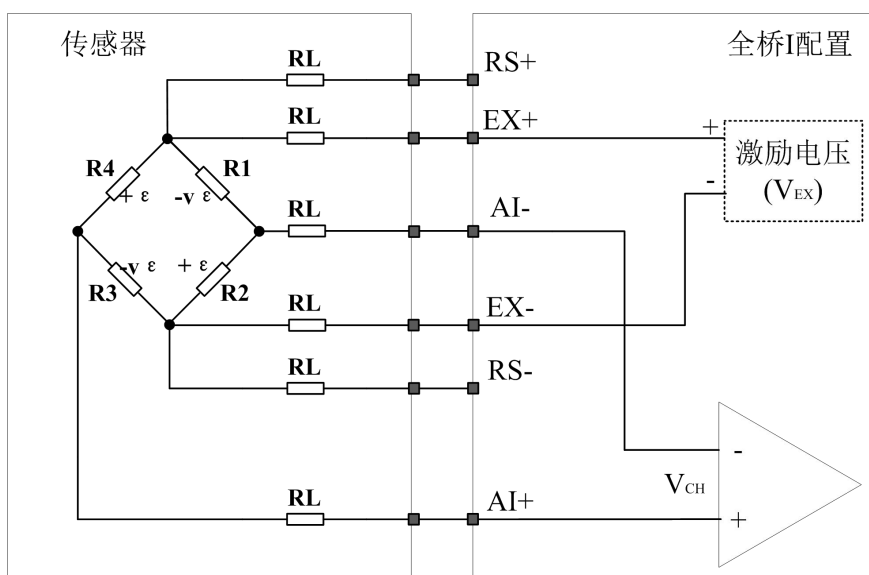 传感器
全桥I配置
RL
RS+
RL
EX+
+
激励电压
(VEX)
-
R4
R1
+ ε
-v ε
RL
AI-
-v ε
+ ε
R3
R2
RL
EX-
RL
RS-
-
VCH
RL
AI+
+